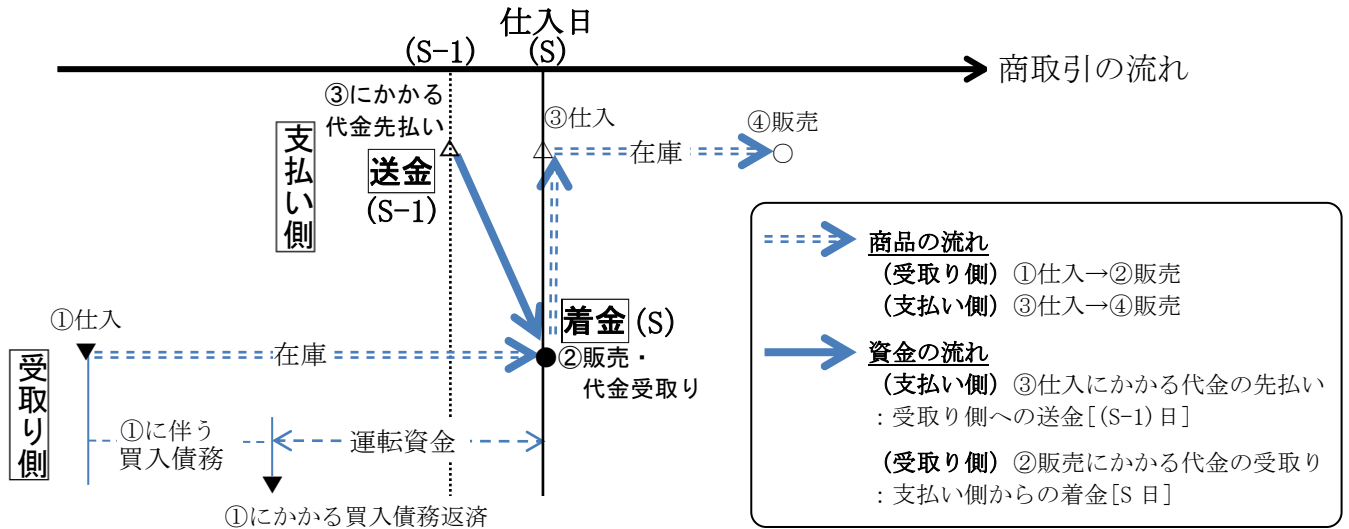 仕入日
(S-1)
(S)
商取引の流れ
③にかかる
代金先払い
③仕入
④販売
在庫
支払い側
送金
(S-1)
着金(S)
①仕入
在庫
②販売・
代金受取り
受取り側
①に伴う
買入債務
運転資金
①にかかる買入債務返済
商品の流れ
(受取り側) ①仕入→②販売
(支払い側) ③仕入→④販売
資金の流れ
(支払い側) ③仕入にかかる代金の先払い
:受取り側への送金[(S-1)日]
(受取り側) ②販売にかかる代金の受取り
:支払い側からの着金[S 日]